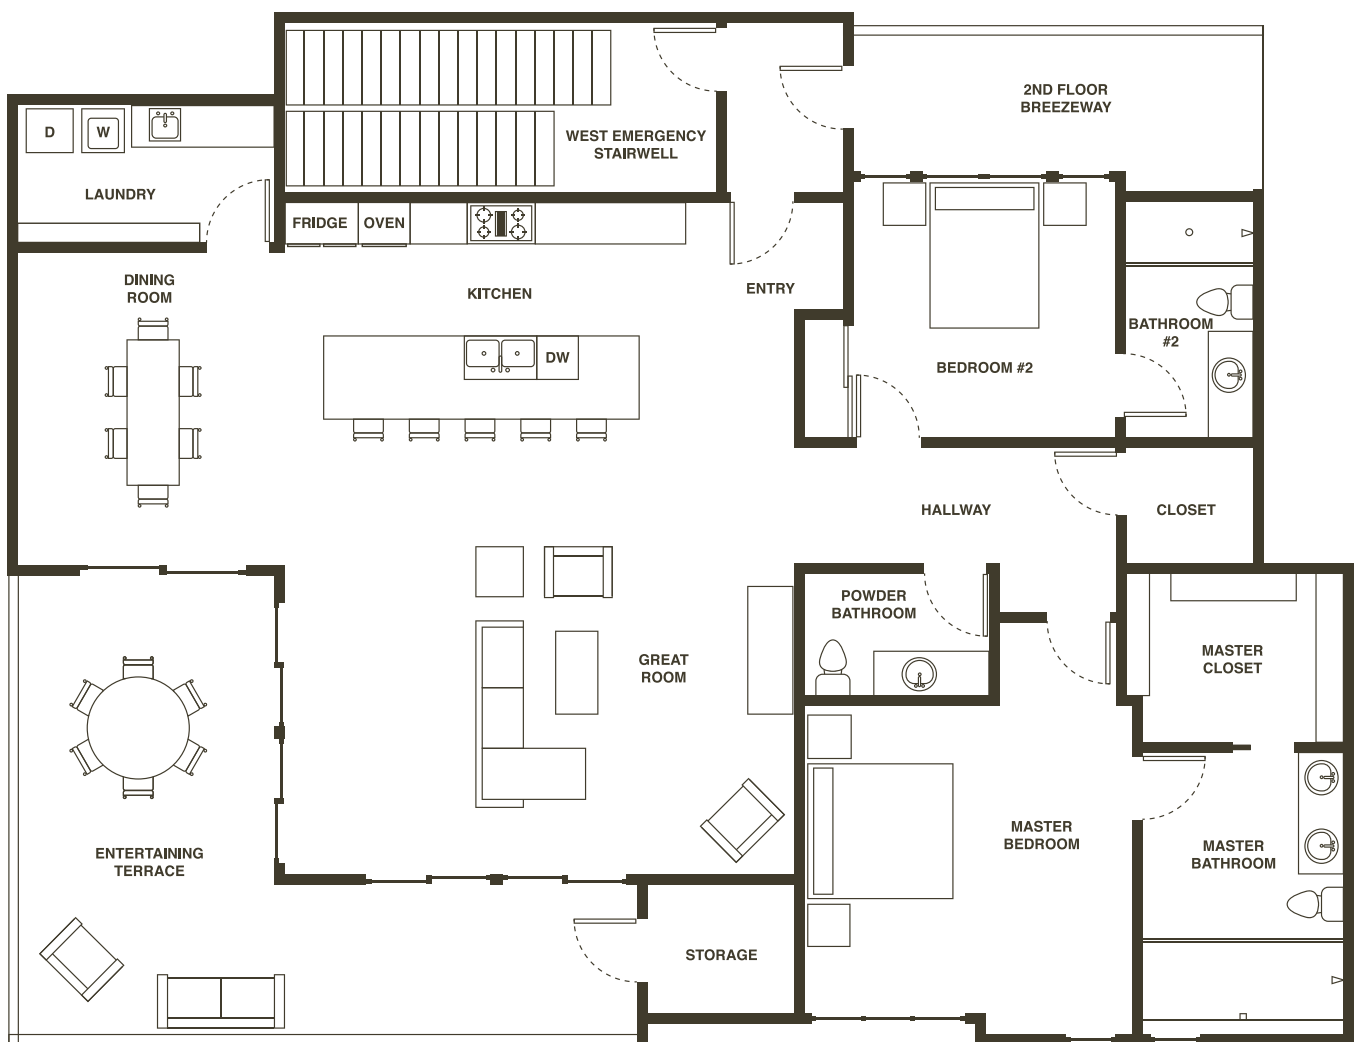 2ND FLOOR
BREEZEWAY
D
W
WEST EMERGENCY
STAIRWELL
LAUNDRY
FRIDGE
OVEN
DINING
ROOM
KITCHEN
ENTRY
BATHROOM
#2
DW
BEDROOM #2
HALLWAY
CLOSET
POWDER
BATHROOM
GREAT
ROOM
MASTER
CLOSET
MASTER
BEDROOM
MASTER
BATHROOM
ENTERTAINING
TERRACE
STORAGE